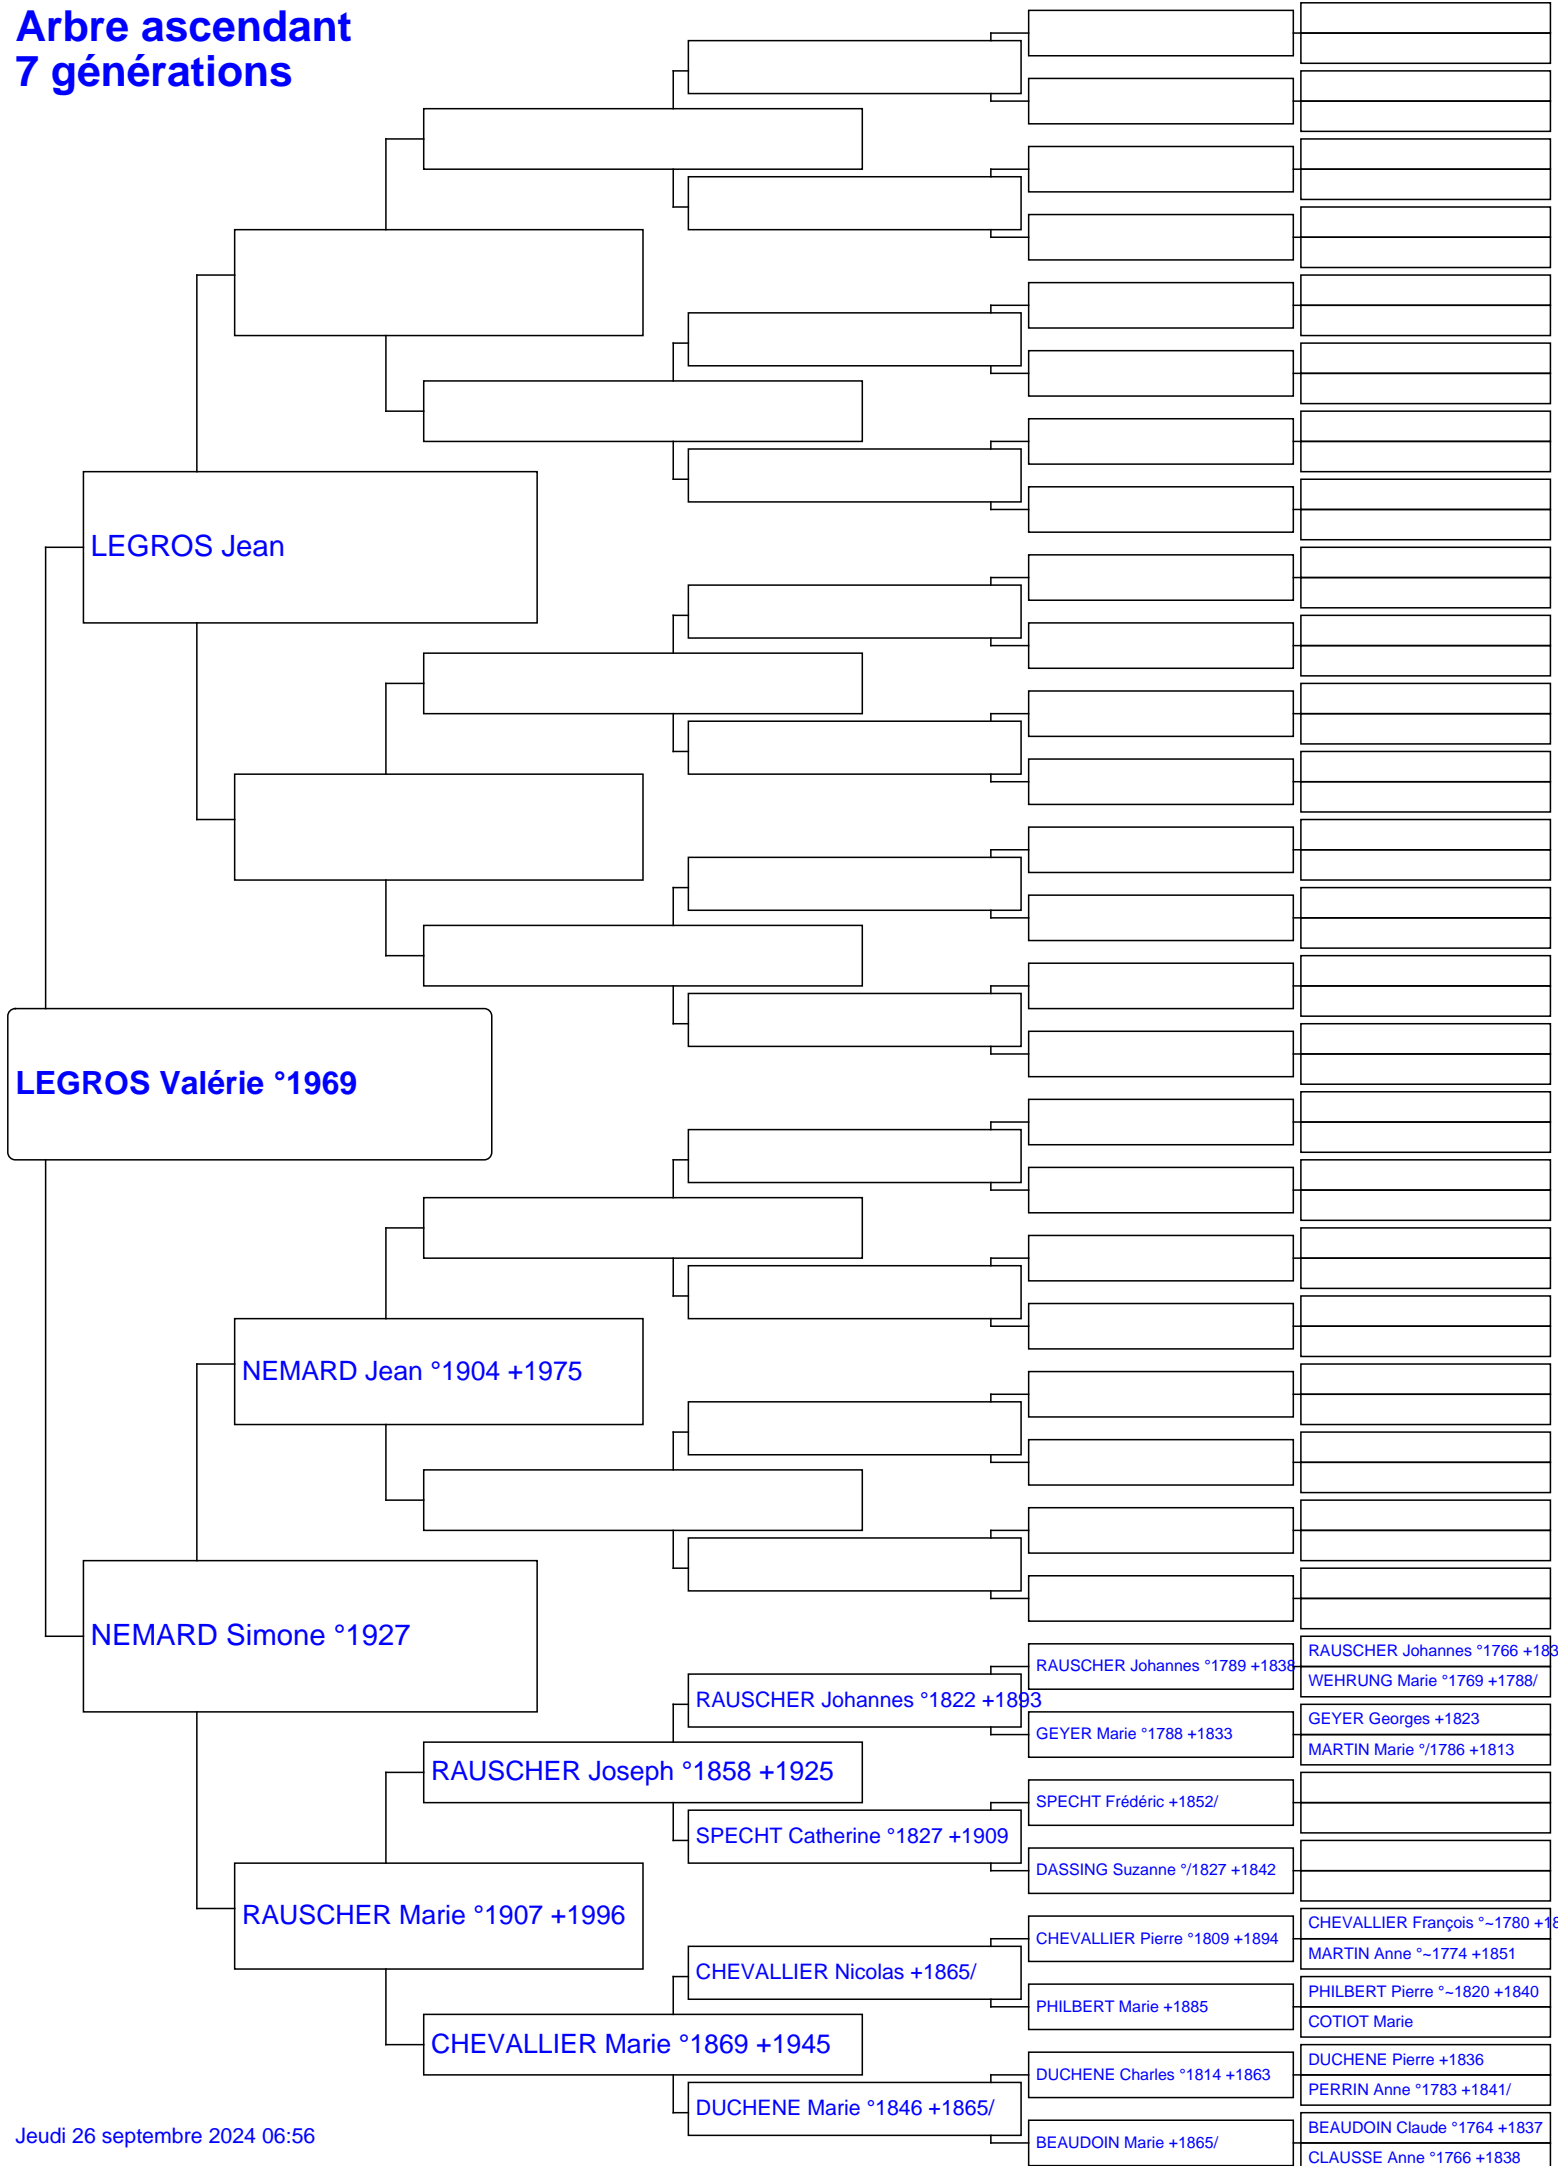 Arbre ascendant
7 générations
LEGROS Jean
LEGROS Valérie °1969
NEMARD Jean °1904 +1975
NEMARD Simone °1927
RAUSCHER Marie °1907 +1996
RAUSCHER Joseph °1858 +1925
CHEVALLIER Marie °1869 +1945
RAUSCHER Johannes °1822 +1893
SPECHT Catherine °1827 +1909
CHEVALLIER Nicolas +1865/
DUCHENE Marie °1846 +1865/
RAUSCHER Johannes °1789 +1838
GEYER Marie °1788 +1833
SPECHT Frédéric +1852/
DASSING Suzanne °/1827 +1842
CHEVALLIER Pierre °1809 +1894
PHILBERT Marie +1885
DUCHENE Charles °1814 +1863
BEAUDOIN Marie +1865/
RAUSCHER Johannes °1766 +183
WEHRUNG Marie °1769 +1788/
GEYER Georges +1823
MARTIN Marie °/1786 +1813
CHEVALLIER François °~1780 +18
MARTIN Anne °~1774 +1851
PHILBERT Pierre °~1820 +1840
COTIOT Marie
DUCHENE Pierre +1836
PERRIN Anne °1783 +1841/
BEAUDOIN Claude °1764 +1837
CLAUSSE Anne °1766 +1838
Jeudi 26 septembre 2024 06:56